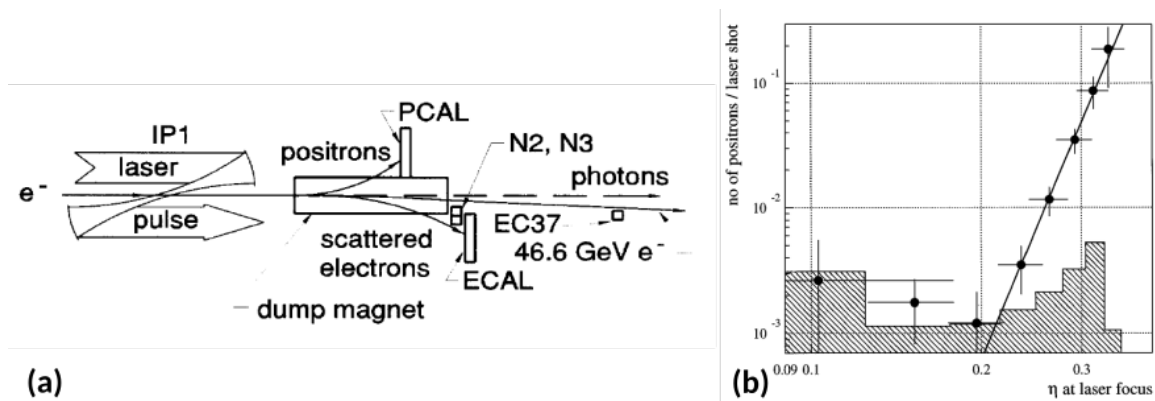 IP1
laser
e-
pulse
PCAL
positrons
N2, N3
photons
scattered
electrons
EC37
46.6 GeV e-
ECAL
dump magnet
(a)
no of positrons / laser shot
10^-1
10^-2
10^-3
0.09 0.1
0.2
0.3
η at laser focus
(b)